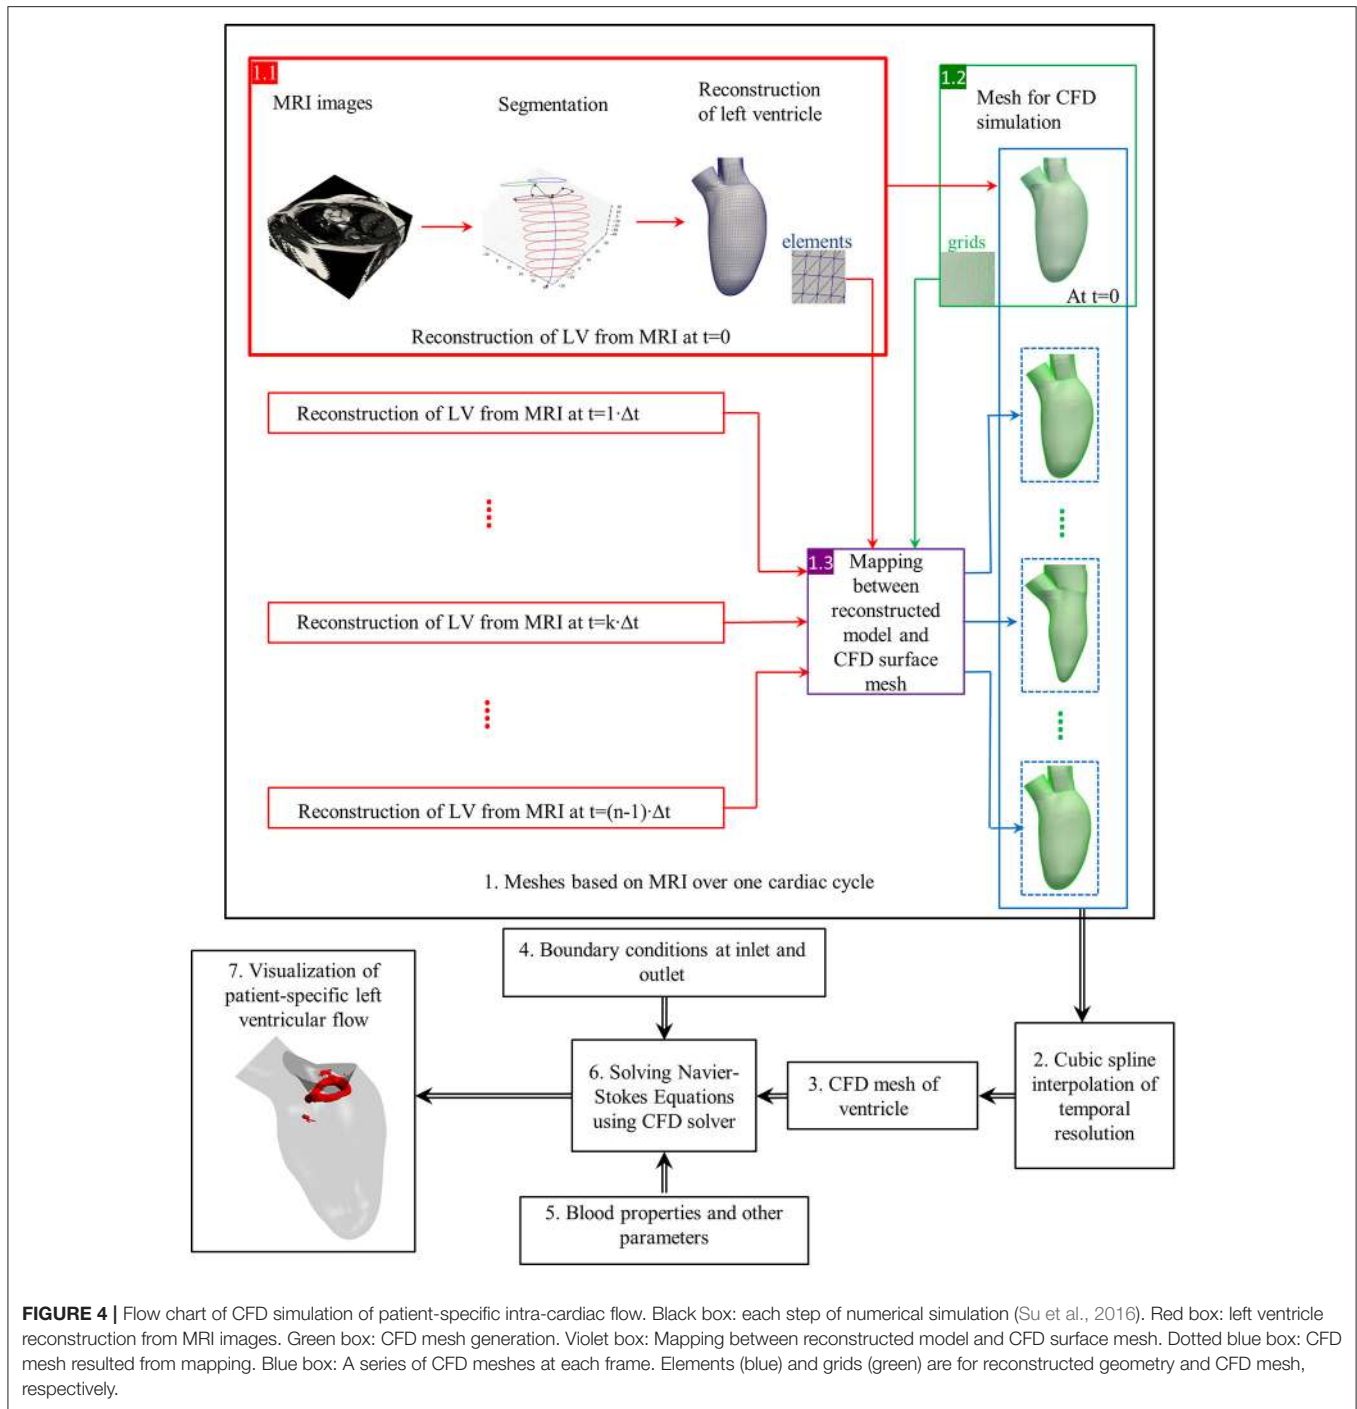 1.1
MRI images
Segmentation
Reconstruction
of left ventricle
elements
Reconstruction of LV from MRI at t=0
1.2
Mesh for CFD
simulation
grids
At t=0
Reconstruction of LV from MRI at t=1·Δt
1.3
Mapping
between
reconstructed
model and
CFD surface
mesh
Reconstruction of LV from MRI at t=k·Δt
Reconstruction of LV from MRI at t=(n-1)·Δt
1. Meshes based on MRI over one cardiac cycle
2. Cubic spline
interpolation of
temporal
resolution
3. CFD mesh of
ventricle
4. Boundary conditions at inlet and
outlet
5. Blood properties and other
parameters
6. Solving Navier-
Stokes Equations
using CFD solver
7. Visualization of
patient-specific left
ventricular flow
FIGURE 4 | Flow chart of CFD simulation of patient-specific intra-cardiac flow. Black box: each step of numerical simulation (Su et al., 2016). Red box: left ventricle
reconstruction from MRI images. Green box: CFD mesh generation. Violet box: Mapping between reconstructed model and CFD surface mesh. Dotted blue box: CFD
mesh resulted from mapping. Blue box: A series of CFD meshes at each frame. Elements (blue) and grids (green) are for reconstructed geometry and CFD mesh,
respectively.